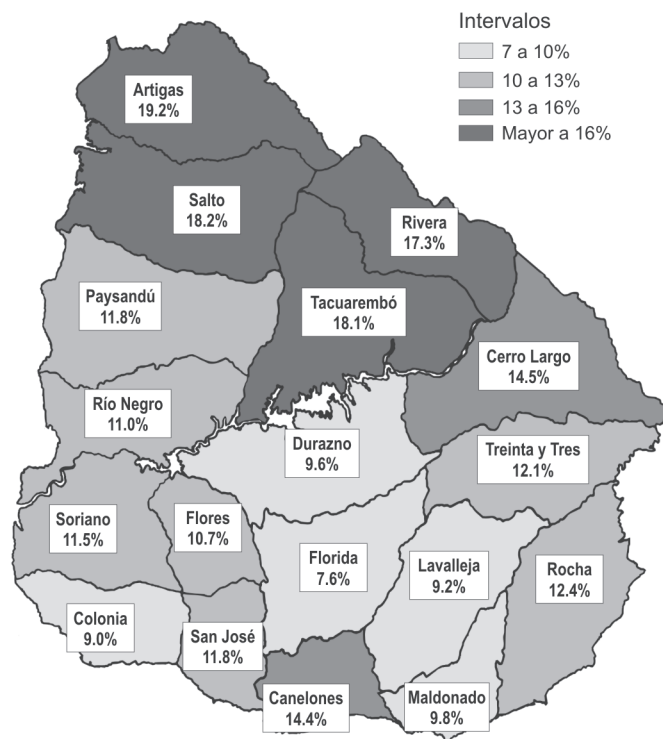 Intervalos
7 a 10%
10 a 13%
13 a 16%
Mayor a 16%
Artigas
19.2%
Salto
18.2%
Rivera
17.3%
Paysandú
11.8%
Tacuarembó
18.1%
Cerro Largo
14.5%
Río Negro
11.0%
Durazno
9.6%
Treinta y Tres
12.1%
Soriano
11.5%
Flores
10.7%
Florida
7.6%
Lavalleja
9.2%
Rocha
12.4%
Colonia
9.0%
San José
11.8%
Canelones
14.4%
Maldonado
9.8%